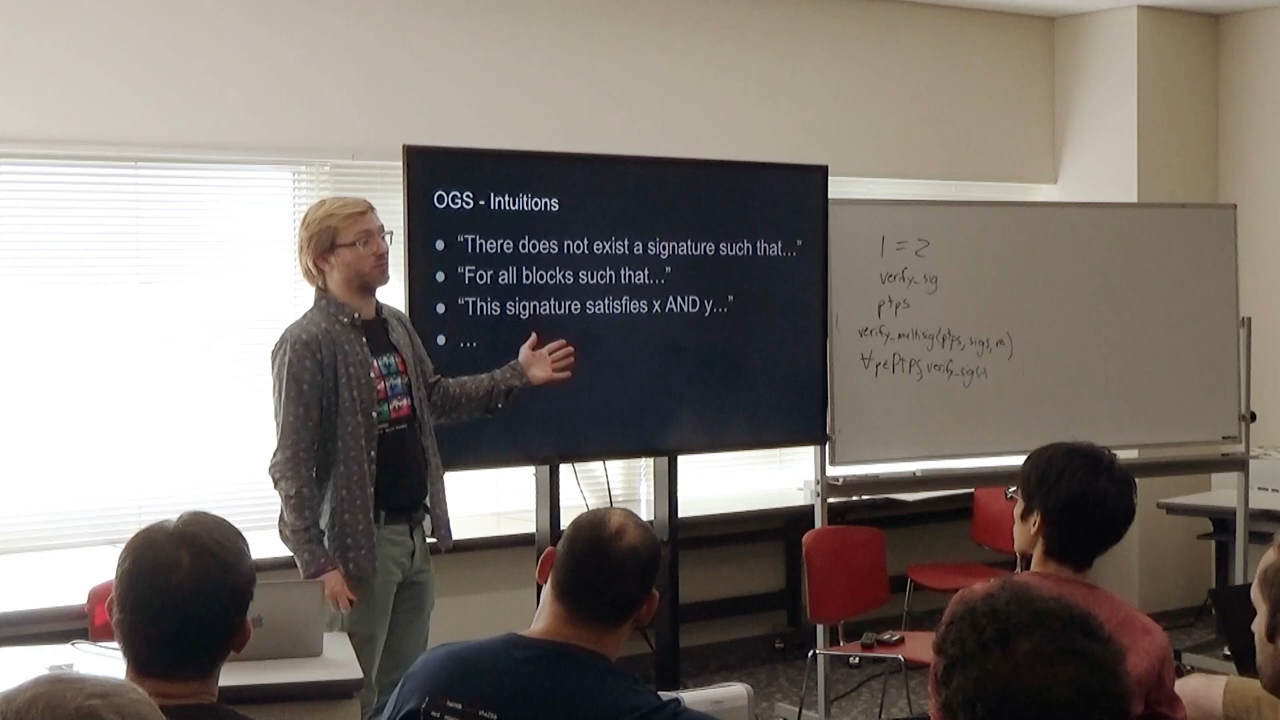 OGS - Intuitions
● “There does not exist a signature such that...”
● “For all blocks such that...”
● “This signature satisfies x AND y...”
● ...
1 = 2
verify_sig
ptps
verify_multisig(ptps, sigs, m)
∀p∈PTPS verify_sig(